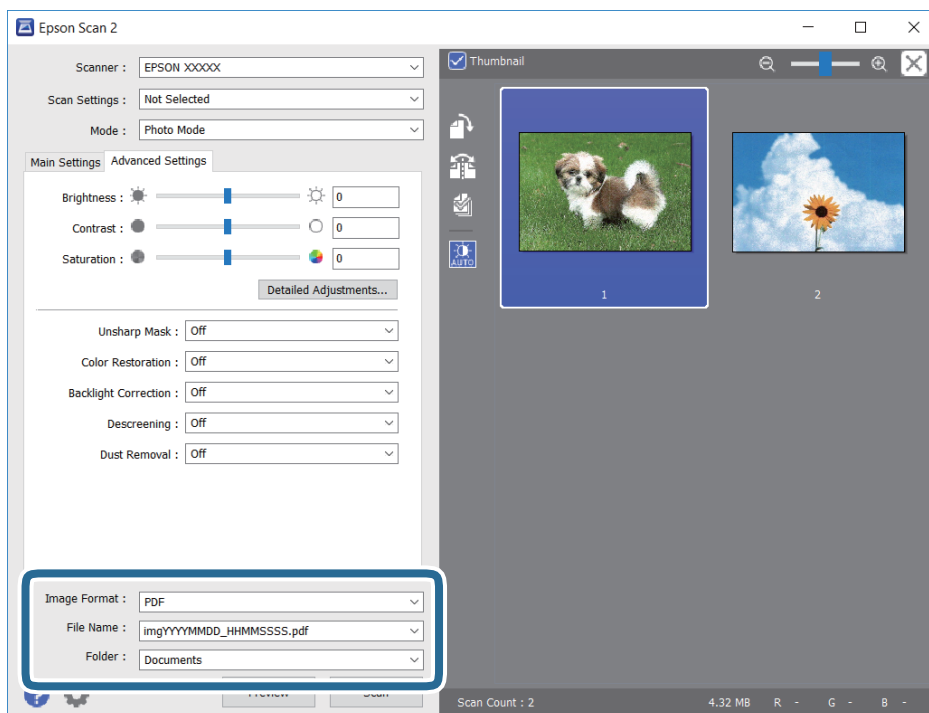 Epson Scan 2
Scanner : EPSON XXXXX
Scan Settings : Not Selected
Mode : Photo Mode
Main Settings Advanced Settings
Brightness : 0
Contrast : 0
Saturation : 0
Detailed Adjustments...
Unsharp Mask : Off
Color Restoration : Off
Backlight Correction : Off
Descreening : Off
Dust Removal : Off
Image Format : PDF
File Name : imgYYYYMMDD_HHMMSSSS.pdf
Folder : Documents
Preview Scan
Thumbnail
AUTO
1 2
Scan Count : 2 4.32 MB R - G - B -